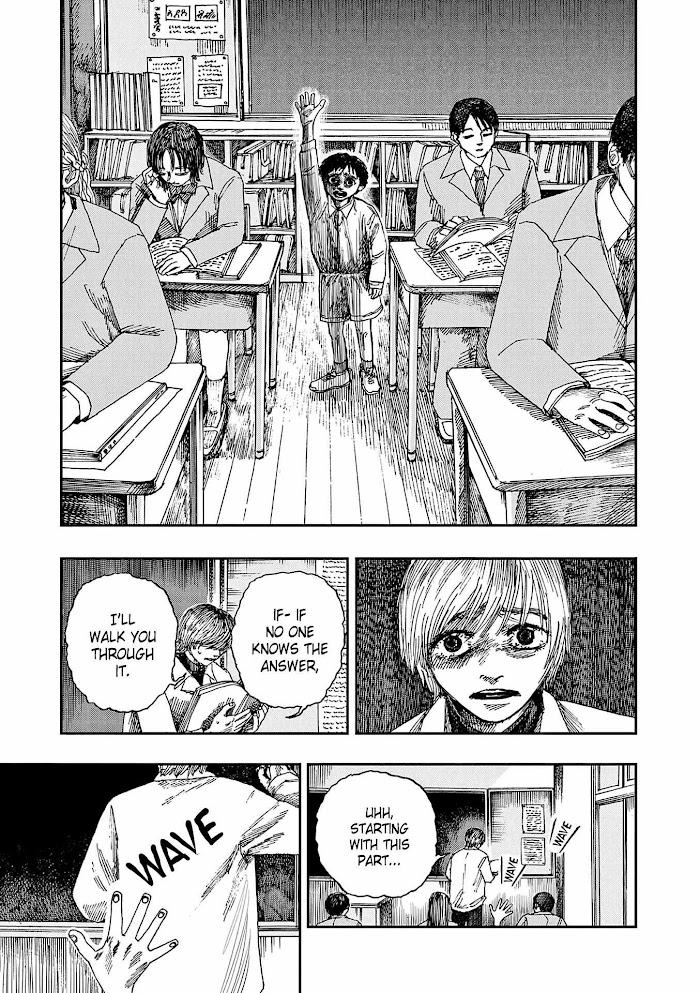 IF- IF
NO ONE
KNOWS THE
ANSWER,
I'LL
WALK YOU
THROUGH
IT.
UHH,
STARTING
WITH THIS
PART...
WAVE
WAVE
WAVE